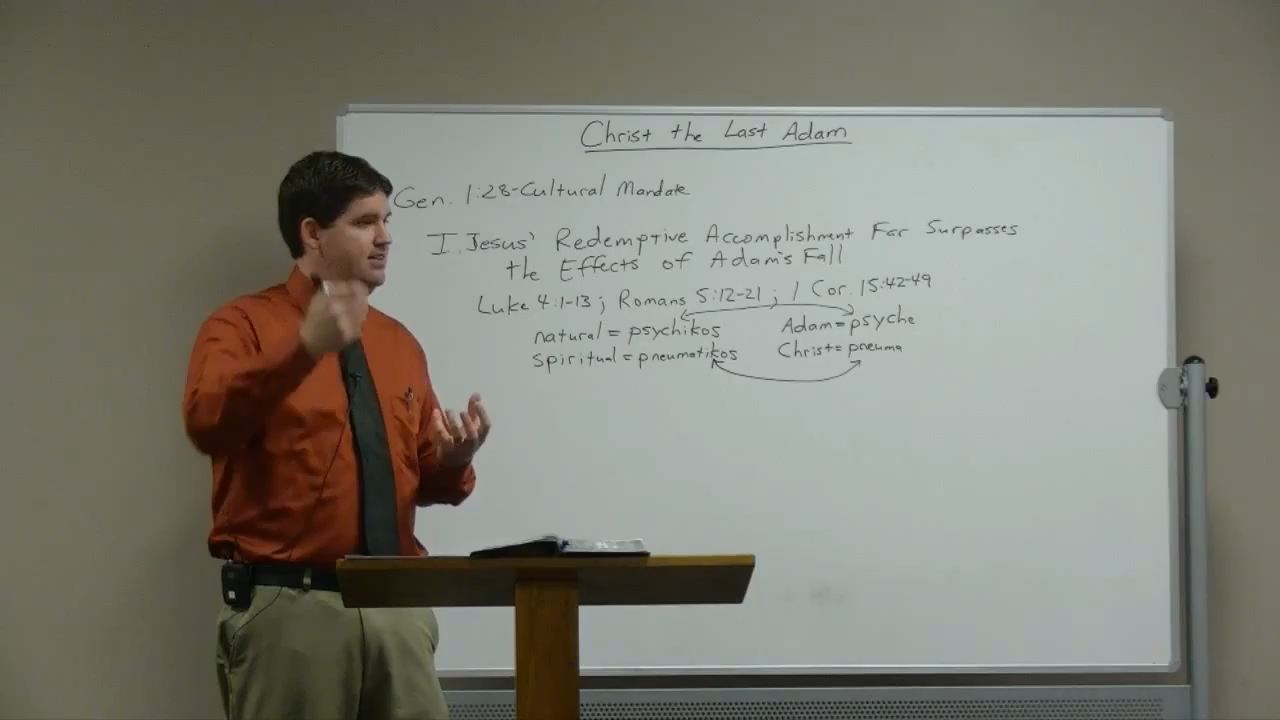 Christ the Last Adam
Gen. 1:28-Cultural Mandate
I. Jesus' Redemptive Accomplishment Far Surpasses
the Effects of Adam's Fall
Luke 4:1-13; Romans 5:12-21; 1 Cor. 15:42-49
natural = psychikos Adam = psyche
spiritual = pneumatikos Christ = pneuma